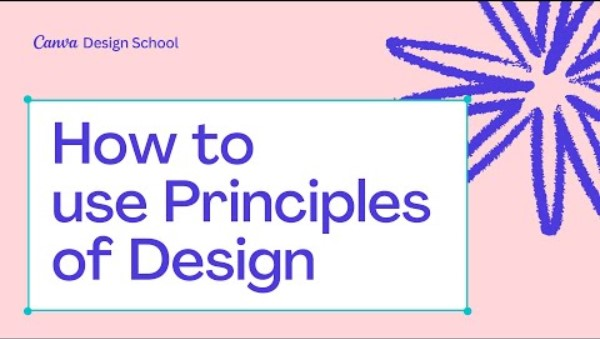 Canva Design School
How to
use Principles
of Design